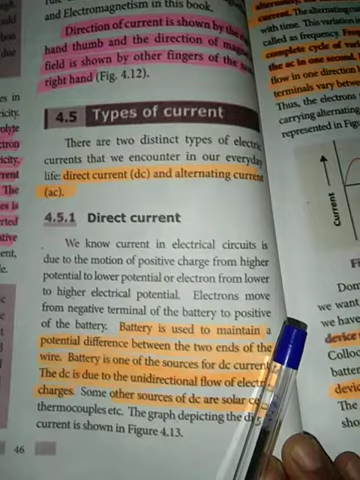 and Electromagnetism in this book.
Direction of current is shown by the
hand thumb and the direction of
field is shown by other fingers of the
right hand (Fig. 4.12).
4.5 Types of current
There are two distinct types of
currents that we encounter in our everyday
life: direct current (dc) and alternating current
(ac).
4.5.1 Direct current
We know current in electrical circuits is
due to the motion of positive charge from higher
potential to lower potential or electron from lower
to higher electrical potential. Electrons move
from negative terminal of the battery to positive
of the battery. Battery is used to maintain a
potential difference between the two ends of the
wire. Battery is one of the sources for dc current.
The dc is due to the unidirectional flow of
charges. Some other sources of dc are solar
thermocouples etc. The graph depicting the
current is shown in Figure 4.13.
46
current. The alternating
with time. This variation
called as frequency.
complete cycle of
the ac in one second.
flow in one direction
terminals vary between
Thus, the electrons
carrying alternating
represented in Figure
Current
we want
we have
device
batter
The